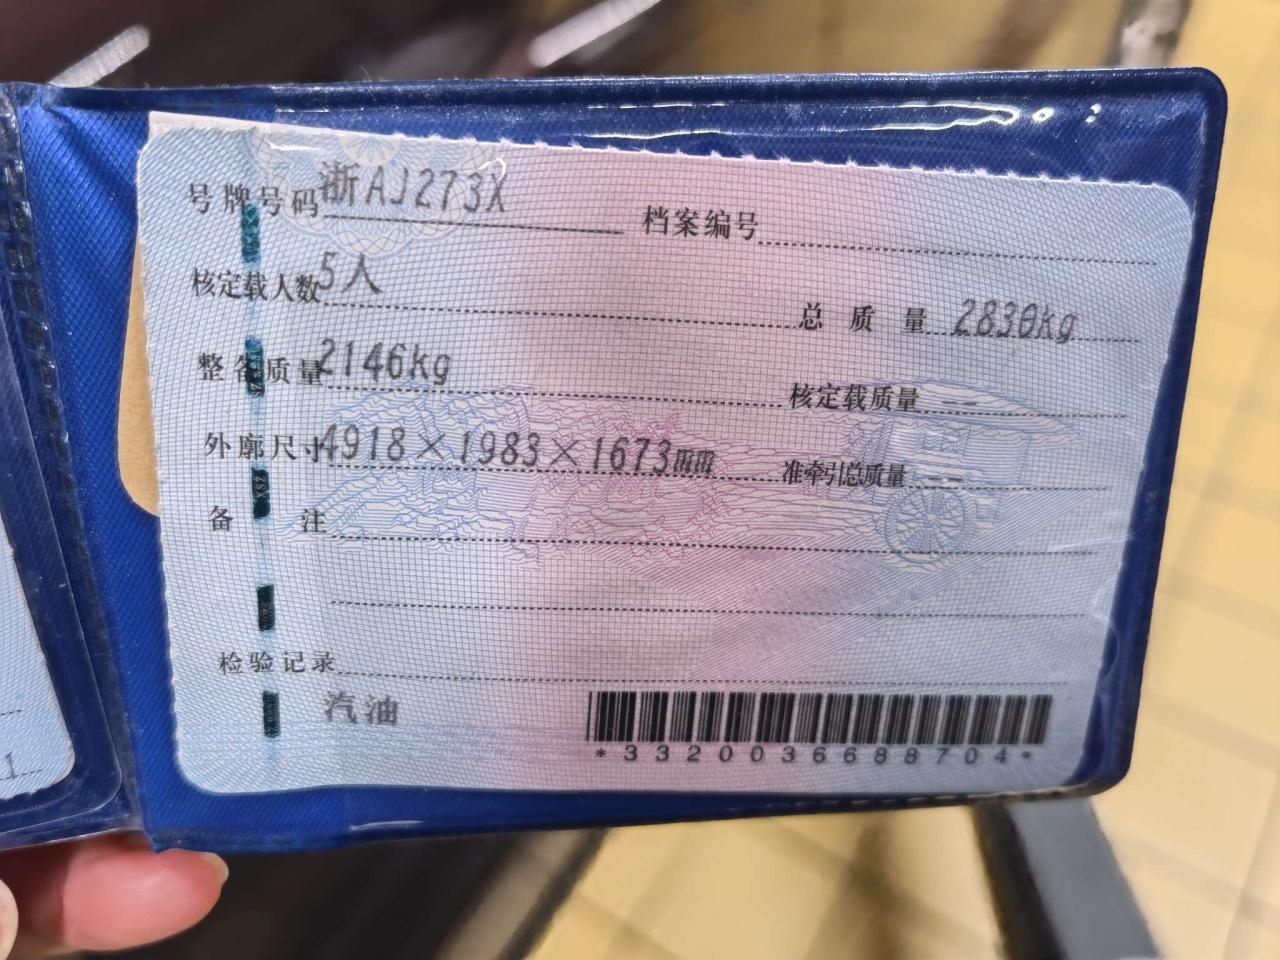 号牌号码 浙AJ273X 档案编号
核定载人数 5人 总质量 2830kg
整备质量 2146kg 核定载质量 --
外廓尺寸 4918×1983×1673mm 准牵引总质量 --
备注
检验记录
汽油
*3320036688704*